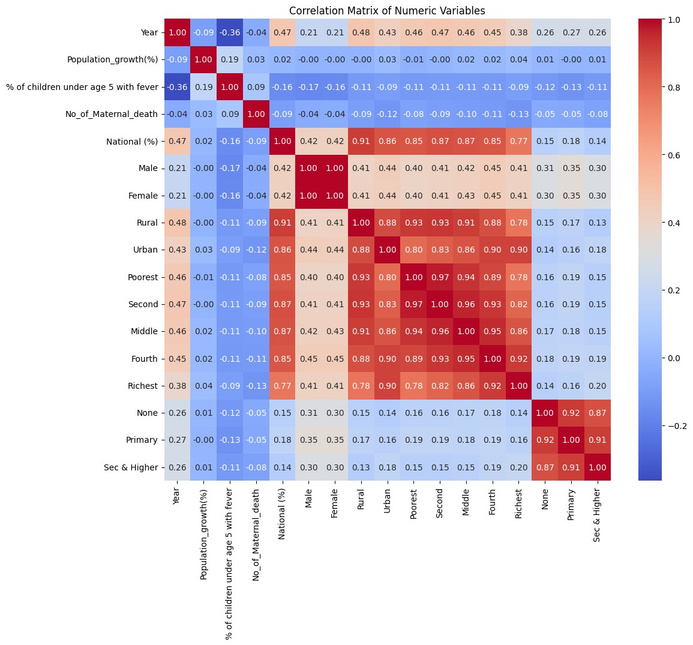 Correlation Matrix of Numeric Variables
Year 1.00 -0.09 -0.36 -0.04 0.47 0.21 0.21 0.48 0.43 0.46 0.47 0.46 0.45 0.38 0.26 0.27 0.26
Population_growth(%) -0.09 1.00 0.19 0.03 0.02 -0.00 -0.00 -0.00 0.03 -0.01 -0.00 0.02 0.02 0.04 0.01 -0.00 0.01
% of children under age 5 with fever -0.36 0.19 1.00 0.09 -0.16 -0.17 -0.16 -0.11 -0.09 -0.11 -0.11 -0.11 -0.11 -0.09 -0.12 -0.13 -0.11
No_of_Maternal_death -0.04 0.03 0.09 1.00 -0.09 -0.04 -0.04 -0.09 -0.12 -0.08 -0.09 -0.10 -0.11 -0.13 -0.05 -0.05 -0.08
National (%) 0.47 0.02 -0.16 -0.09 1.00 0.42 0.42 0.91 0.86 0.85 0.87 0.87 0.85 0.77 0.15 0.18 0.14
Male 0.21 -0.00 -0.17 -0.04 0.42 1.00 1.00 0.41 0.44 0.40 0.41 0.42 0.45 0.41 0.31 0.35 0.30
Female 0.21 -0.00 -0.16 -0.04 0.42 1.00 1.00 0.41 0.44 0.40 0.41 0.43 0.45 0.41 0.30 0.35 0.30
Rural 0.48 -0.00 -0.11 -0.09 0.91 0.41 0.41 1.00 0.88 0.93 0.93 0.91 0.88 0.78 0.15 0.17 0.13
Urban 0.43 0.03 -0.09 -0.12 0.86 0.44 0.44 0.88 1.00 0.80 0.83 0.86 0.90 0.90 0.14 0.16 0.18
Poorest 0.46 -0.01 -0.11 -0.08 0.85 0.40 0.40 0.93 0.80 1.00 0.97 0.94 0.89 0.78 0.16 0.19 0.15
Second 0.47 -0.00 -0.11 -0.09 0.87 0.41 0.41 0.93 0.83 0.97 1.00 0.96 0.93 0.82 0.16 0.19 0.15
Middle 0.46 0.02 -0.11 -0.10 0.87 0.42 0.43 0.91 0.86 0.94 0.96 1.00 0.95 0.86 0.17 0.18 0.15
Fourth 0.45 0.02 -0.11 -0.11 0.85 0.45 0.45 0.88 0.90 0.89 0.93 0.95 1.00 0.92 0.18 0.19 0.19
Richest 0.38 0.04 -0.09 -0.13 0.77 0.41 0.41 0.78 0.90 0.78 0.82 0.86 0.92 1.00 0.14 0.16 0.20
None 0.26 0.01 -0.12 -0.05 0.15 0.31 0.30 0.15 0.14 0.16 0.16 0.17 0.18 0.14 1.00 0.92 0.87
Primary 0.27 -0.00 -0.13 -0.05 0.18 0.35 0.35 0.17 0.16 0.19 0.19 0.18 0.19 0.16 0.92 1.00 0.91
Sec & Higher 0.26 0.01 -0.11 -0.08 0.14 0.30 0.30 0.13 0.18 0.15 0.15 0.15 0.19 0.20 0.87 0.91 1.00
Year
Population_growth(%)
% of children under age 5 with fever
No_of_Maternal_death
National (%)
Male
Female
Rural
Urban
Poorest
Second
Middle
Fourth
Richest
None
Primary
Sec & Higher
1.0
0.8
0.6
0.4
0.2
0.0
−0.2